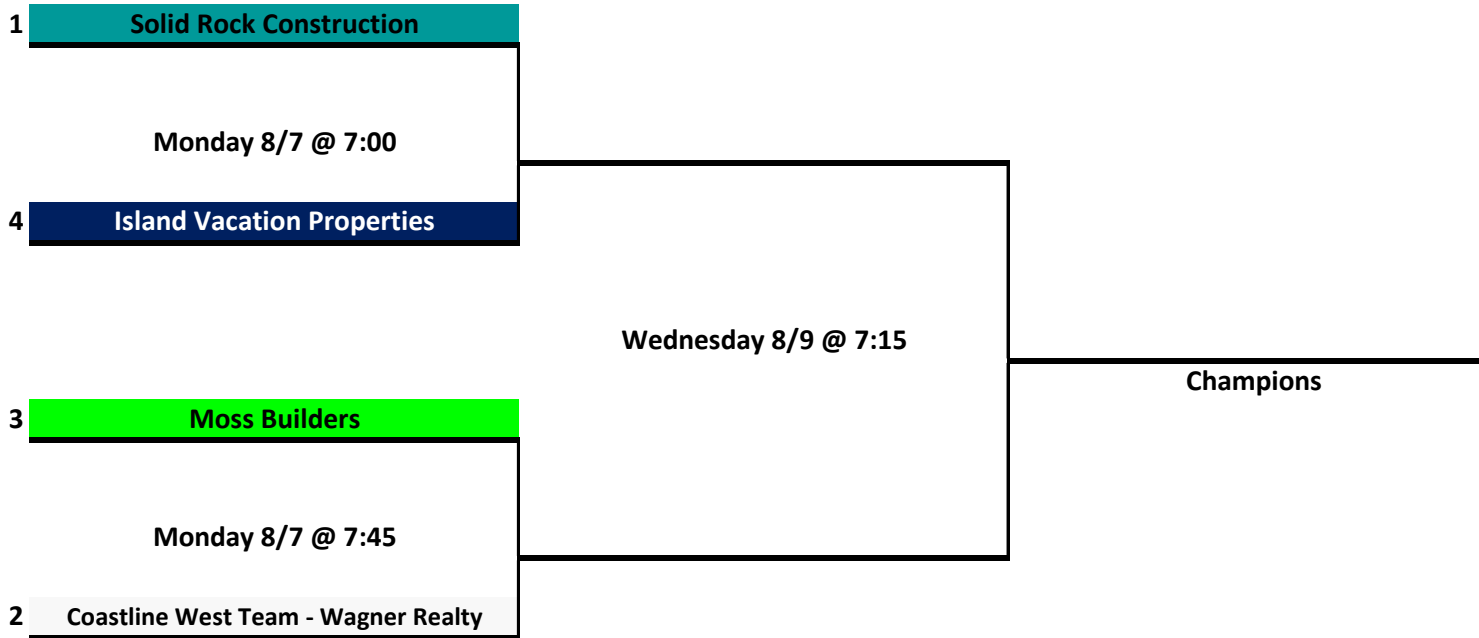 1 Solid Rock Construction
Monday 8/7 @ 7:00
4 Island Vacation Properties
Wednesday 8/9 @ 7:15
Champions
3 Moss Builders
Monday 8/7 @ 7:45
2 Coastline West Team - Wagner Realty